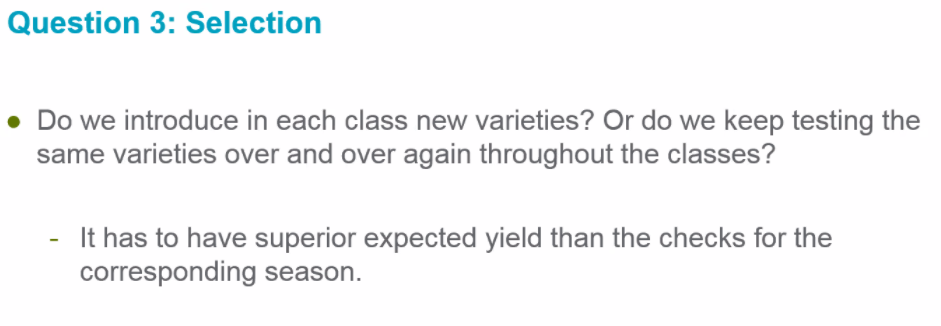 Question 3: Selection
● Do we introduce in each class new varieties? Or do we keep testing the
same varieties over and over again throughout the classes?
- It has to have superior expected yield than the checks for the
corresponding season.